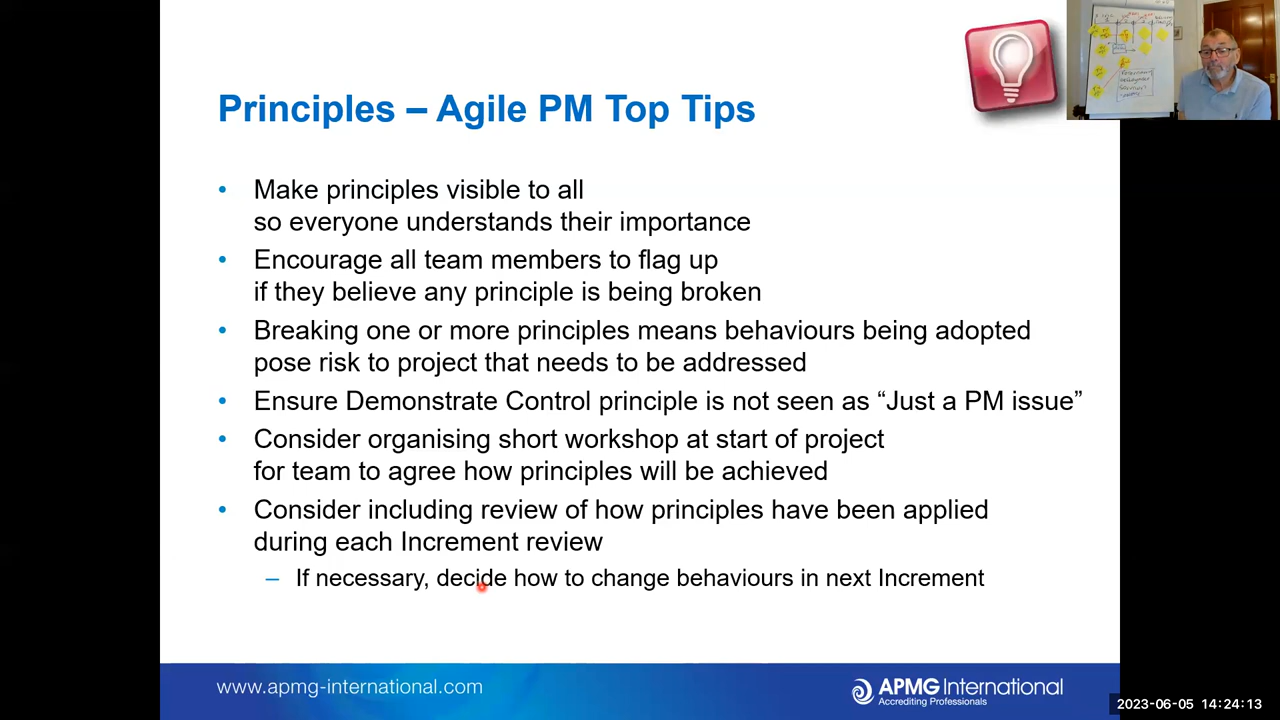 Principles – Agile PM Top Tips
• Make principles visible to all
so everyone understands their importance
• Encourage all team members to flag up
if they believe any principle is being broken
• Breaking one or more principles means behaviours being adopted
pose risk to project that needs to be addressed
• Ensure Demonstrate Control principle is not seen as “Just a PM issue”
• Consider organising short workshop at start of project
for team to agree how principles will be achieved
• Consider including review of how principles have been applied
during each Increment review
– If necessary, decide how to change behaviours in next Increment
www.apmg-international.com
APMG International
Accrediting Professionals
2023-06-05 14:24:13